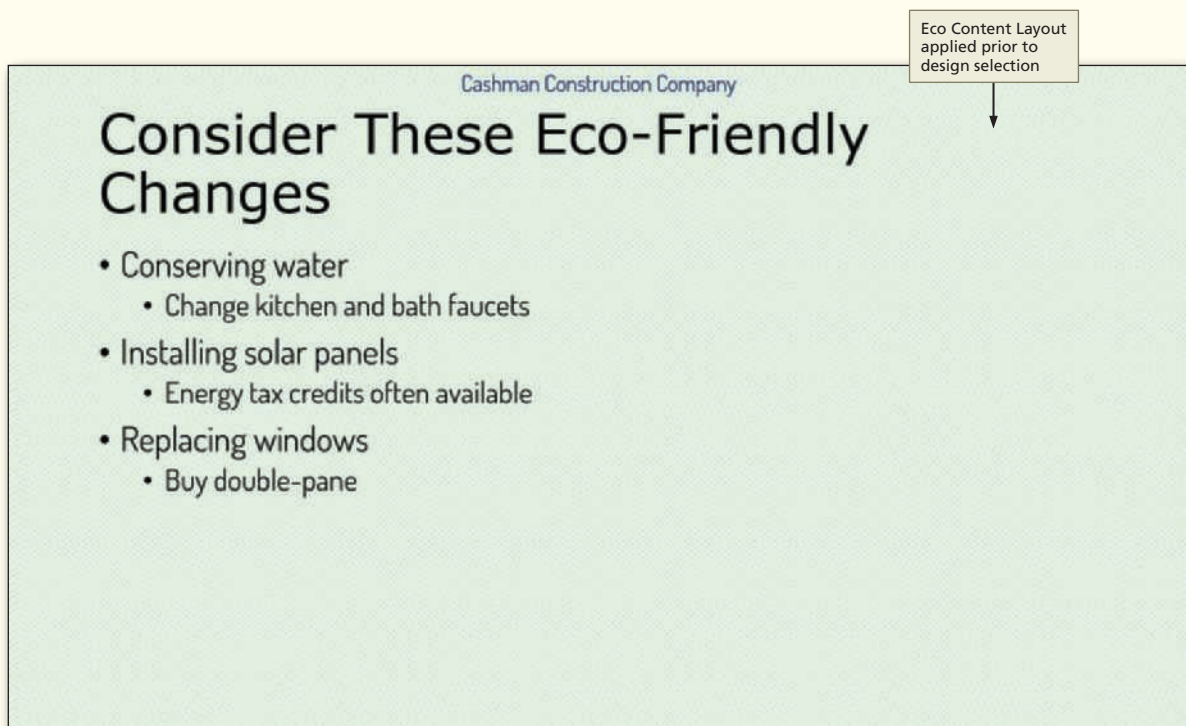 Eco Content Layout
applied prior to
design selection
Cashman Construction Company
Consider These Eco-Friendly
Changes
• Conserving water
• Change kitchen and bath faucets
• Installing solar panels
• Energy tax credits often available
• Replacing windows
• Buy double-pane